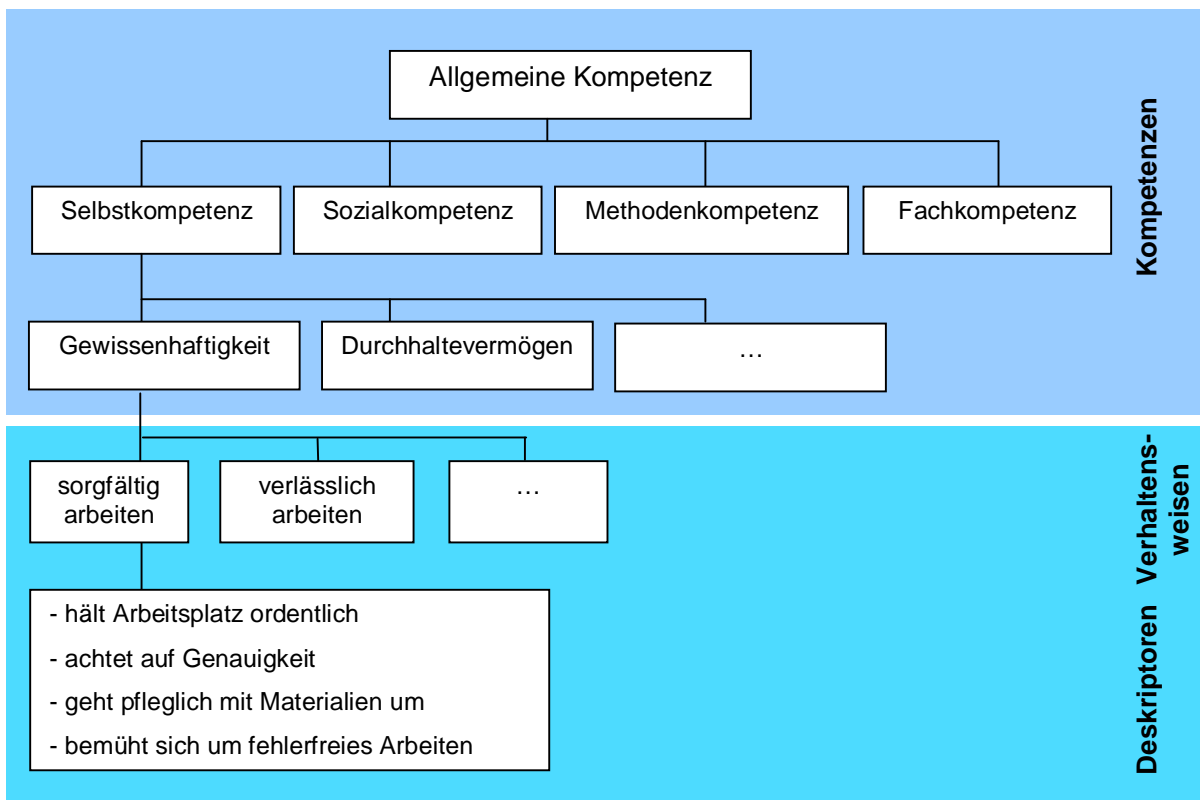 Allgemeine Kompetenz
Selbstkompetenz
Sozialkompetenz
Methodenkompetenz
Fachkompetenz
Kompetenzen
Gewissenhaftigkeit
Durchhaltevermögen
…
sorgfältig
arbeiten
verlässlich
arbeiten
…
Verhaltens-
weisen
- hält Arbeitsplatz ordentlich
- achtet auf Genauigkeit
- geht pfleglich mit Materialien um
- bemüht sich um fehlerfreies Arbeiten
Deskriptoren